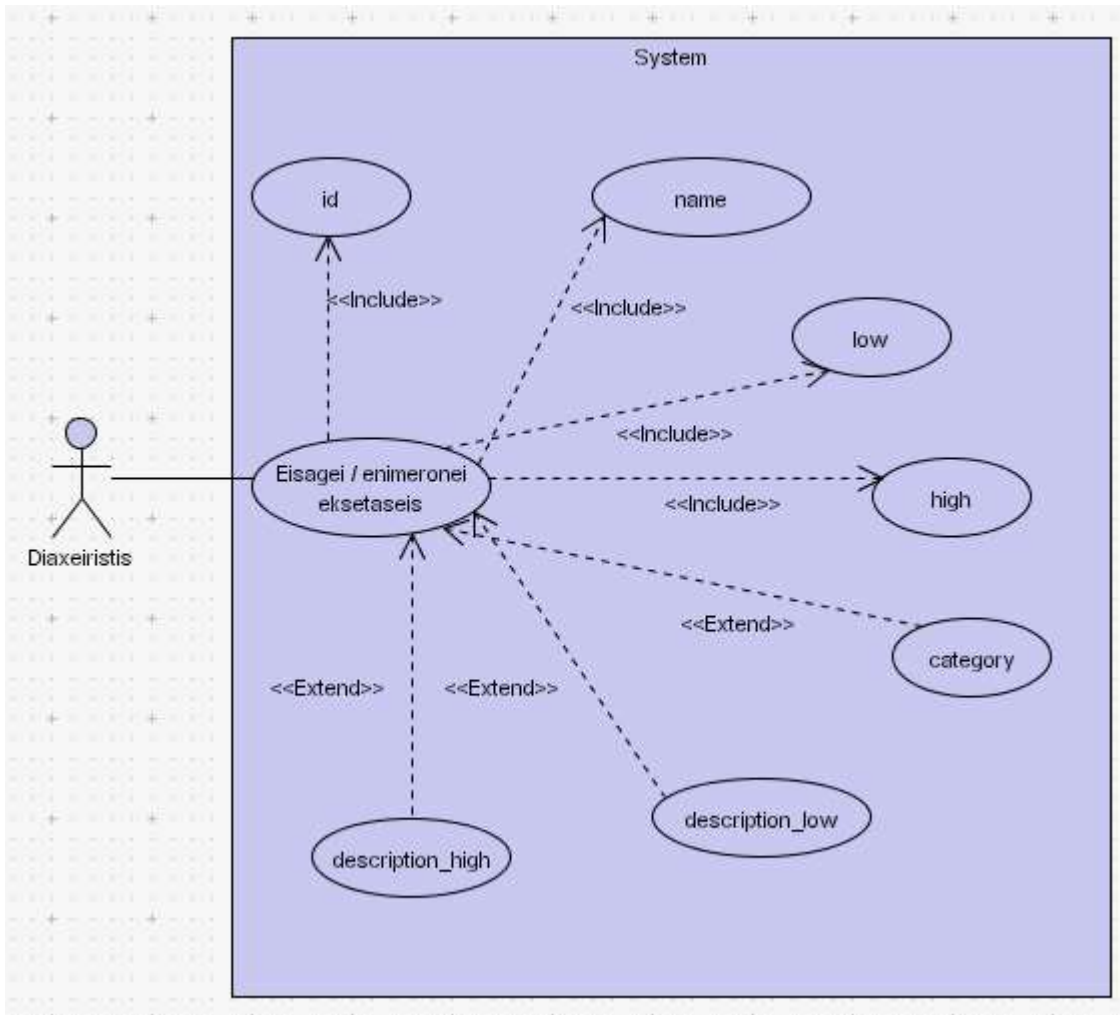 System
id
name
<<Include>>
<<Include>>
low
<<Include>>
Eisagei / enimeronei
eksetaseis
high
<<Include>>
Diaxeiristis
<<Extend>>
category
<<Extend>>
<<Extend>>
description_low
description_high